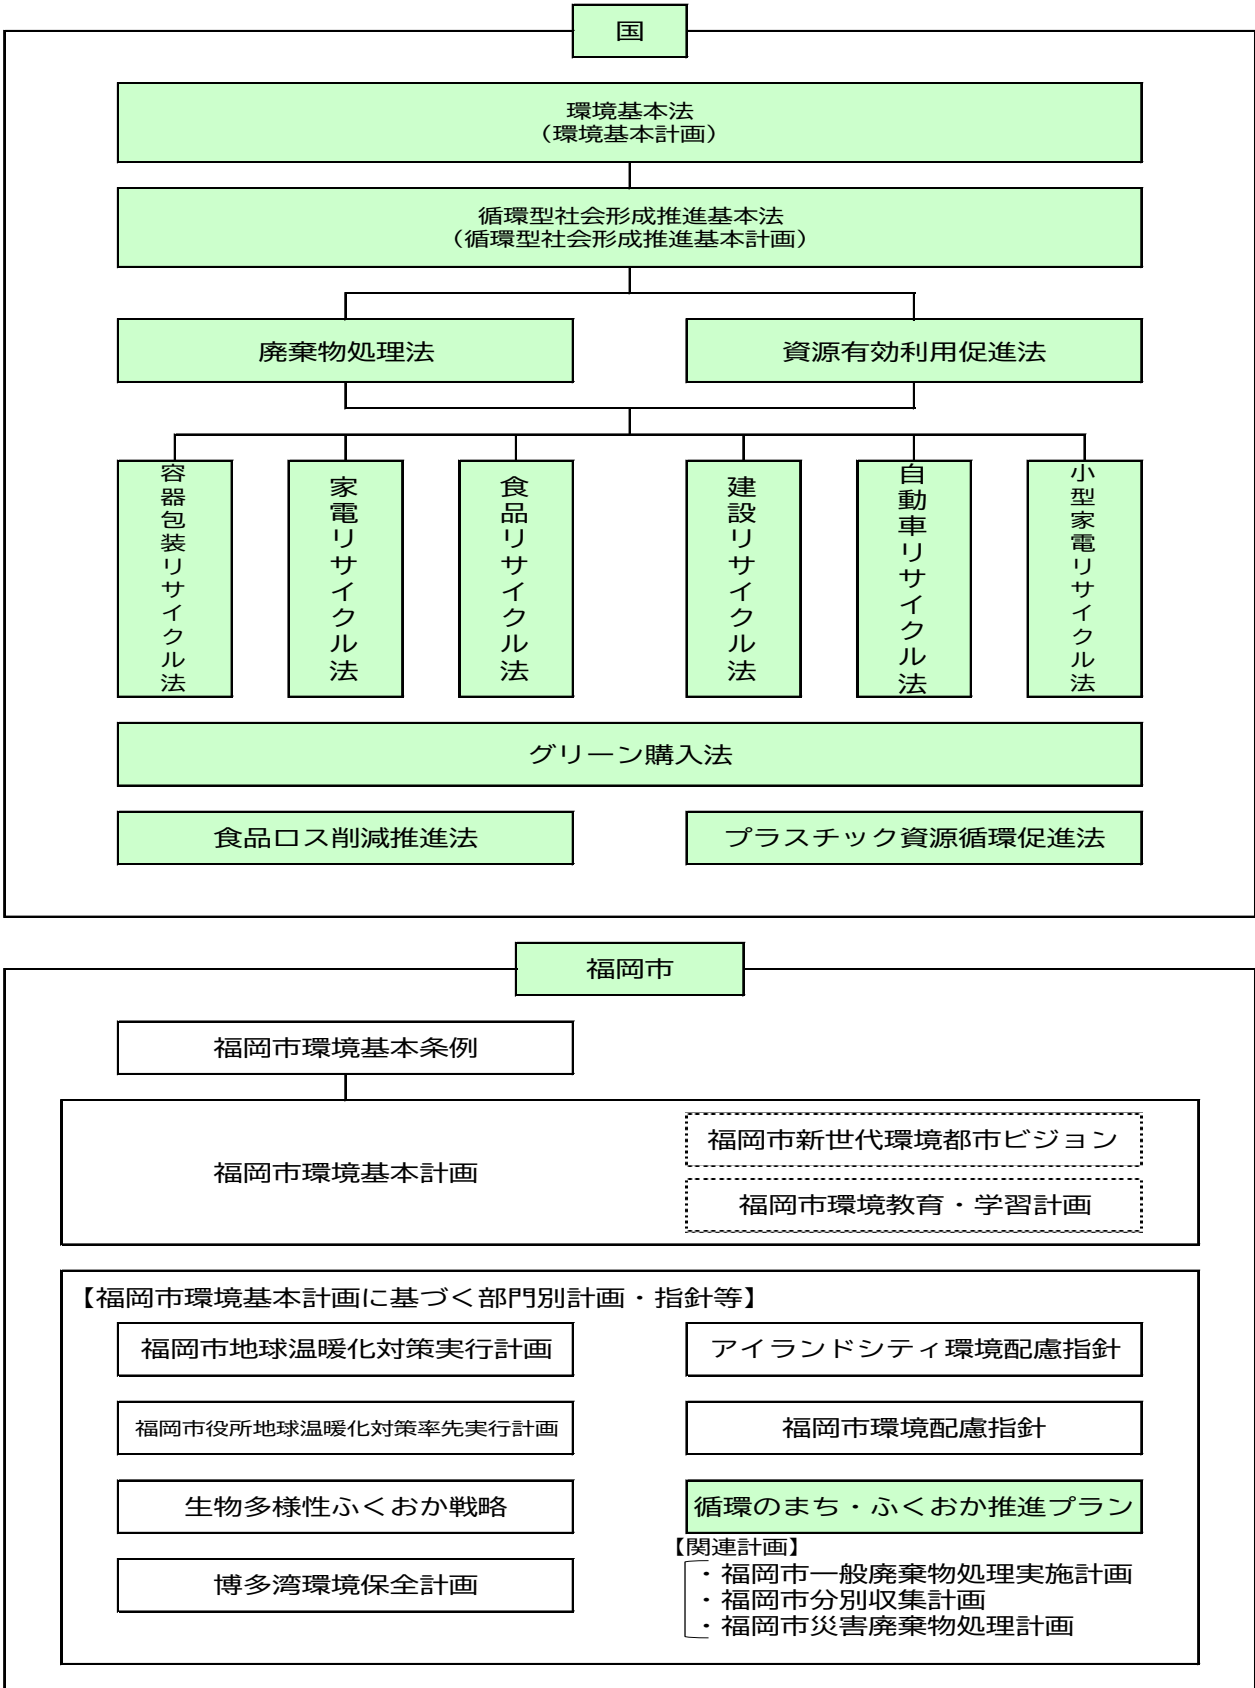 国
環境基本法
（環境基本計画）
循環型社会形成推進基本法
（循環型社会形成推進基本計画）
廃棄物処理法
資源有効利用促進法
容器包装リサイクル法
家電リサイクル法
食品リサイクル法
建設リサイクル法
自動車リサイクル法
小型家電リサイクル法
グリーン購入法
食品ロス削減推進法
プラスチック資源循環促進法
福岡市
福岡市環境基本条例
福岡市環境基本計画
福岡市新世代環境都市ビジョン
福岡市環境教育・学習計画
【福岡市環境基本計画に基づく部門別計画・指針等】
福岡市地球温暖化対策実行計画
アイランドシティ環境配慮指針
福岡市役所地球温暖化対策率先実行計画
福岡市環境配慮指針
生物多様性ふくおか戦略
循環のまち・ふくおか推進プラン
博多湾環境保全計画
【関連計画】
・福岡市一般廃棄物処理実施計画
・福岡市分別収集計画
・福岡市災害廃棄物処理計画